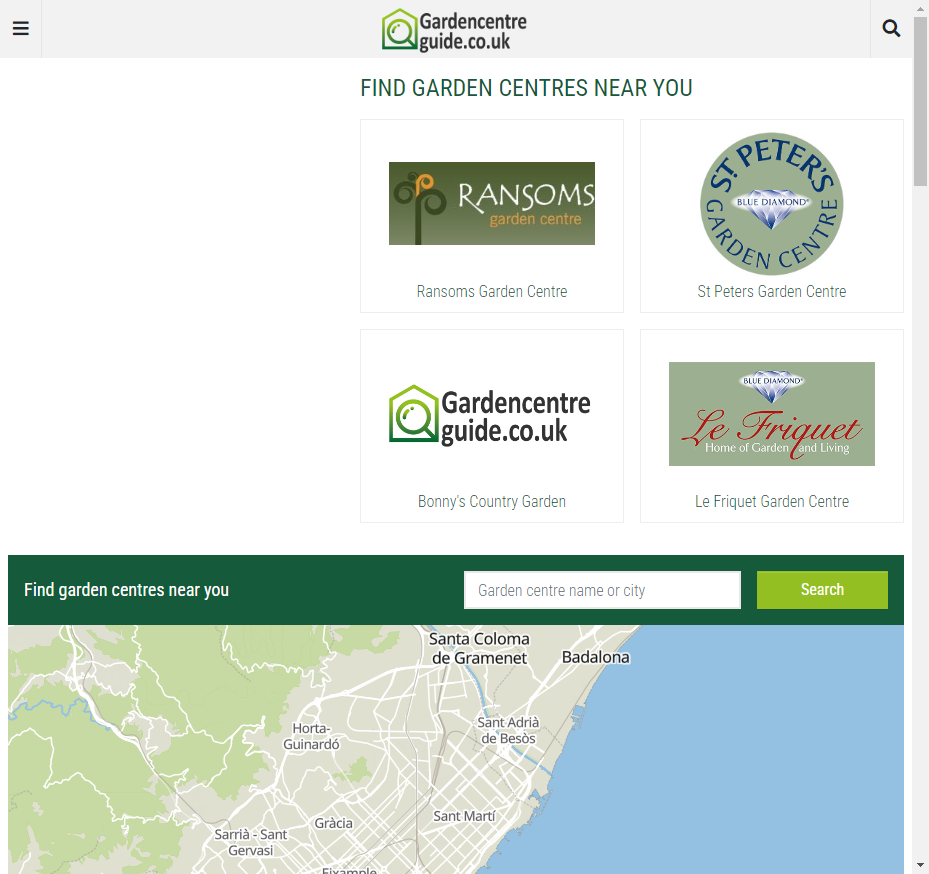 Gardencentre
guide.co.uk
FIND GARDEN CENTRES NEAR YOU
RANSOMS
garden centre
Ransoms Garden Centre
ST. PETER'S
BLUE DIAMOND®
GARDEN CENTRE
St Peters Garden Centre
Gardencentre
guide.co.uk
Bonny's Country Garden
BLUE DIAMOND®
Le Friquet
Home of Garden and Living
Le Friquet Garden Centre
Find garden centres near you
Garden centre name or city
Search
Santa Coloma
de Gramenet
Badalona
Sant Adrià
de Besòs
Horta-
Guinardó
Sant Martí
Gràcia
Sarrià - Sant
Gervasi
Eixample